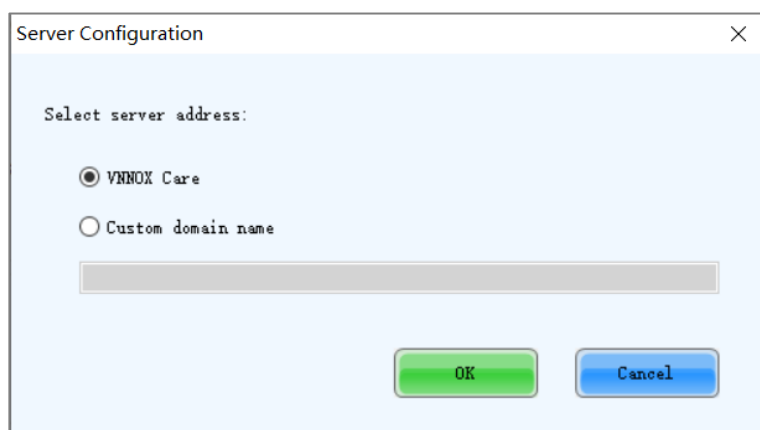 Server Configuration
Select server address:
VNNOX Care
Custom domain name
OK
Cancel